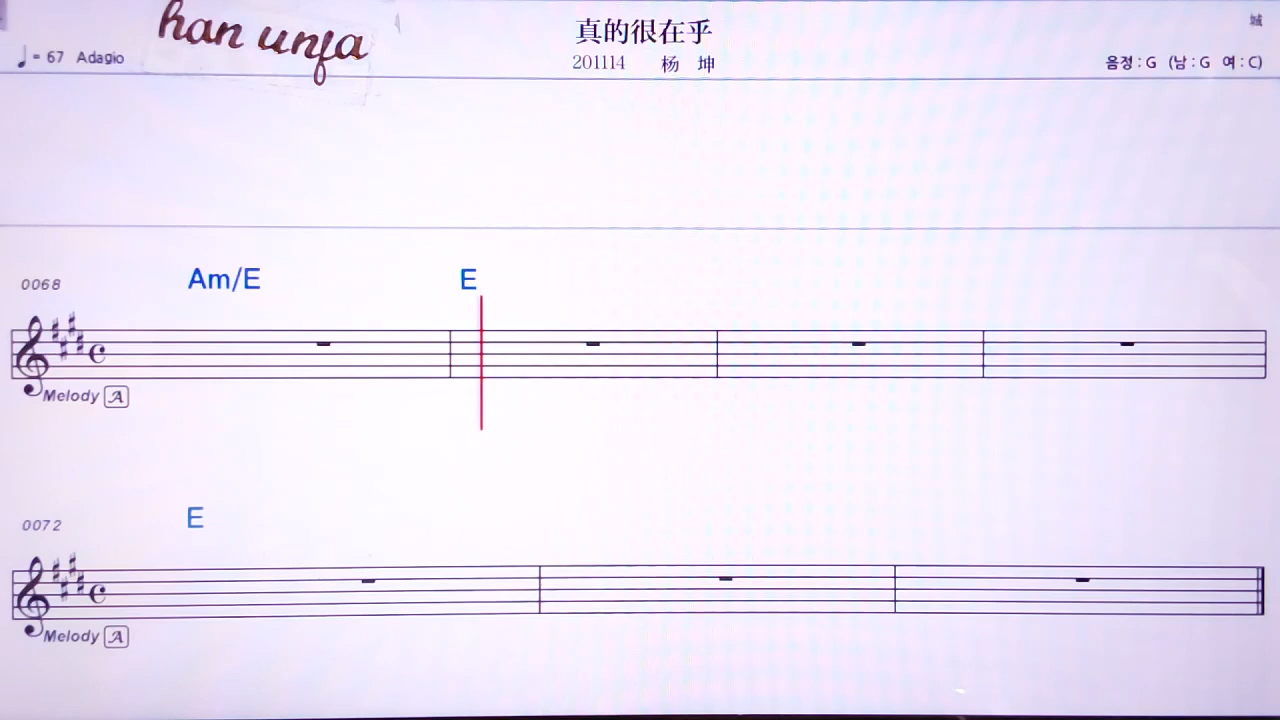 han unfa
真的很在乎
♩= 67 Adagio
201114 杨 坤
음정 : G (남 : G 여 : C)
0068 Am/E E
Melody A
0072 E
Melody A